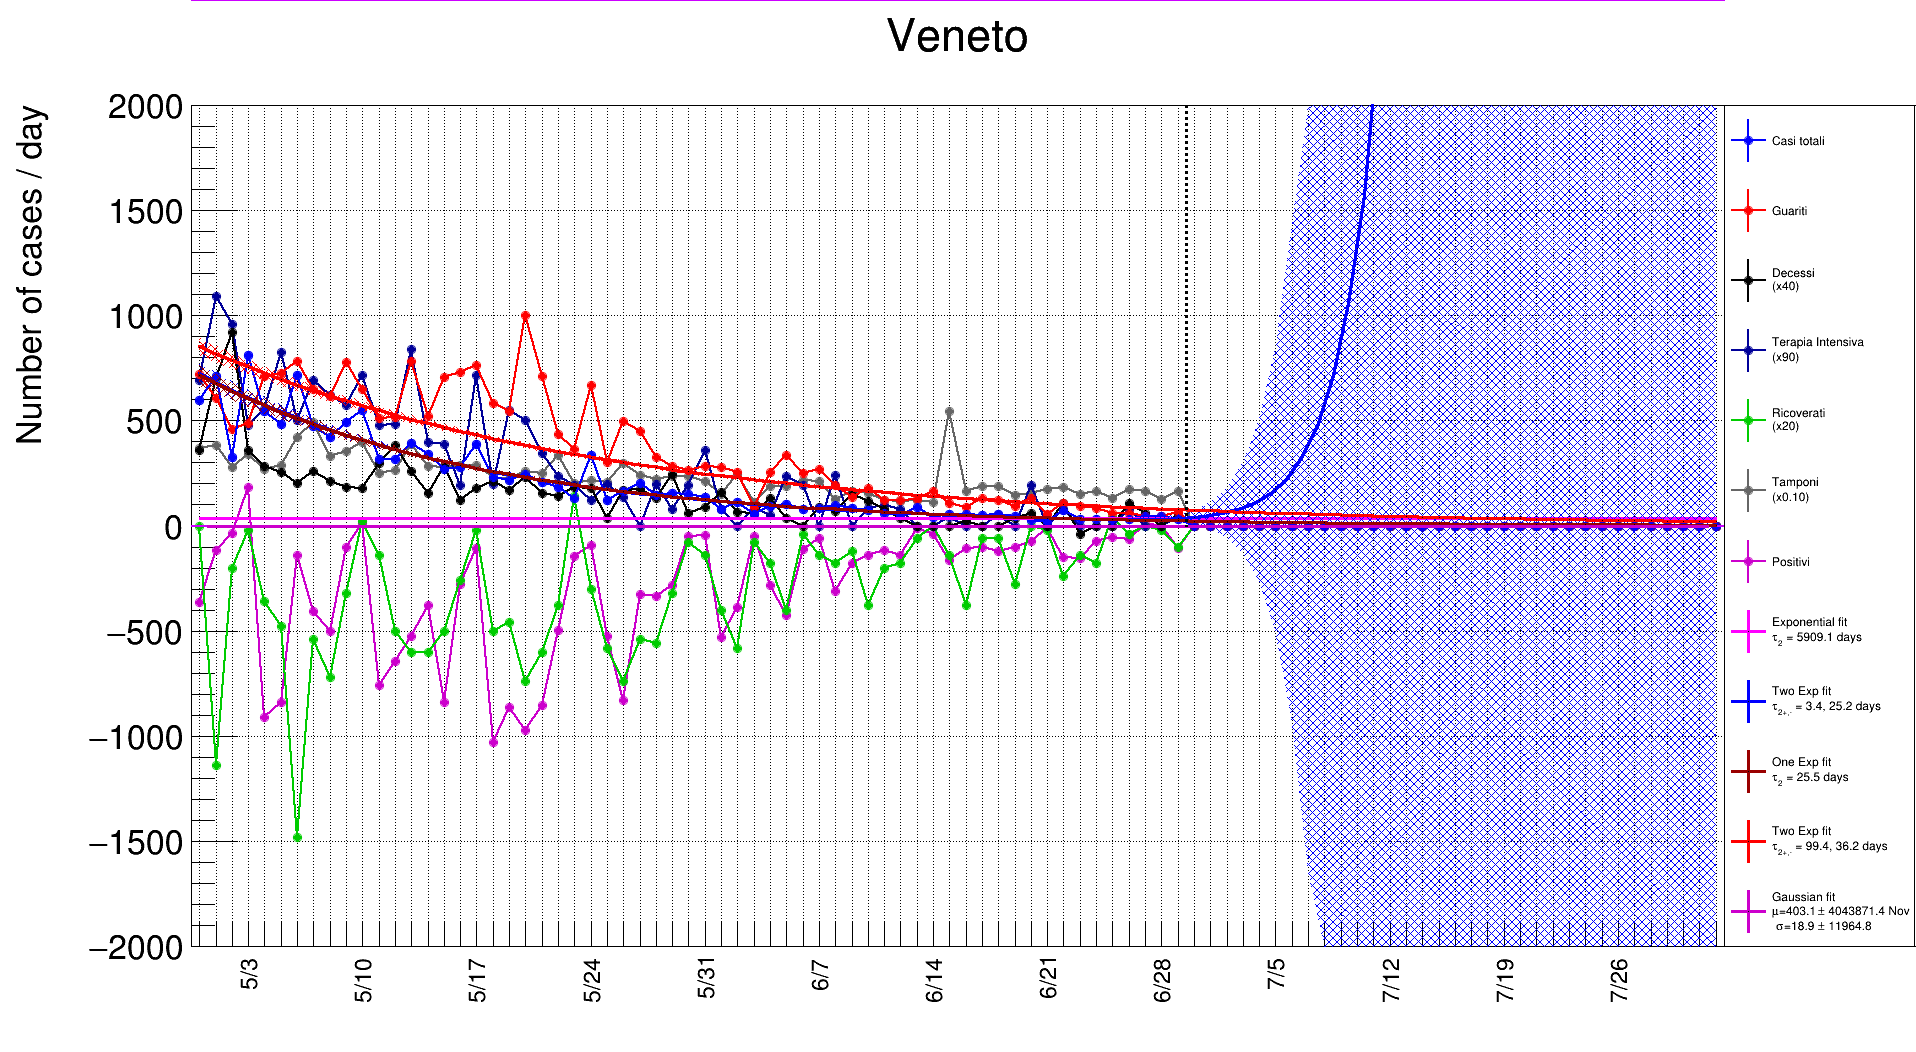 Veneto
Number of cases / day
2000
1500
1000
500
0
−500
−1000
−1500
−2000
5/3
5/10
5/17
5/24
5/31
6/7
6/14
6/21
6/28
7/5
7/12
7/19
7/26
Casi totali
Guariti
Decessi
(x40)
Terapia Intensiva
(x90)
Ricoverati
(x20)
Tamponi
(x0.10)
Positivi
Exponential fit
τ2 = 5909.1 days
Two Exp fit
τ2+,- = 3.4, 25.2 days
One Exp fit
τ2 = 25.5 days
Two Exp fit
τ2+,- = 99.4, 36.2 days
Gaussian fit
μ=403.1 ± 4043871.4 Nov
σ=18.9 ± 11964.8